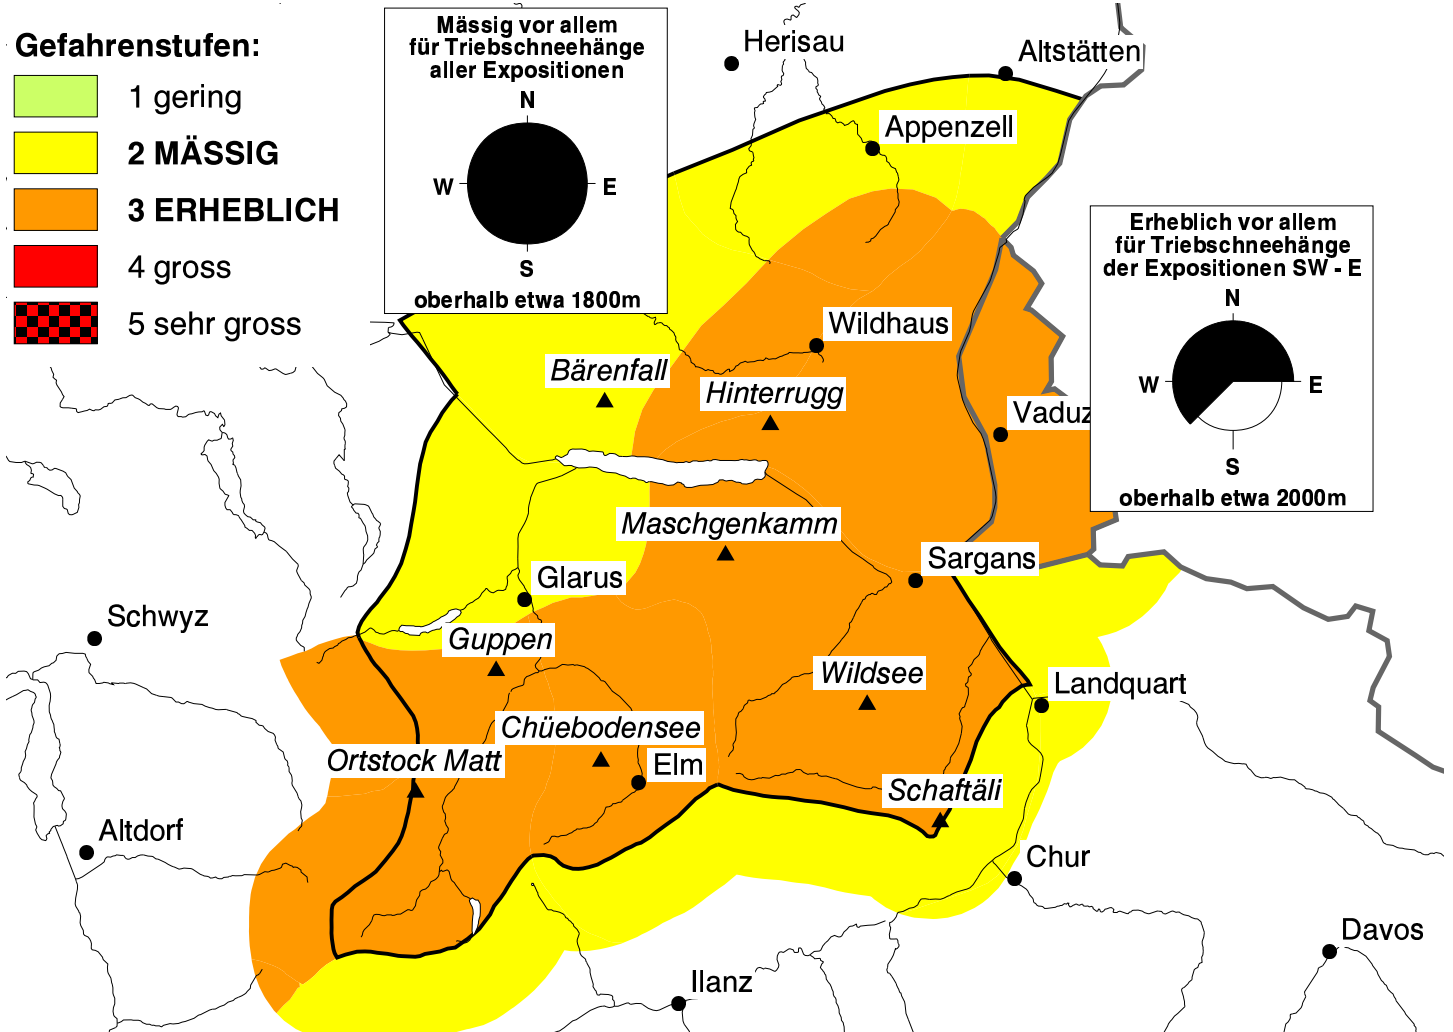 Gefahrenstufen:
1 gering
2 MÄSSIG
3 ERHEBLICH
4 gross
5 sehr gross
Mässig vor allem
für Triebschneehänge
aller Expositionen
N
W
E
S
oberhalb etwa 1800m
Erheblich vor allem
für Triebschneehänge
der Expositionen SW - E
N
W
E
S
oberhalb etwa 2000m
Herisau
Altstätten
Appenzell
Wildhaus
Bärenfall
Hinterrugg
Vaduz
Maschgenkamm
Sargans
Glarus
Schwyz
Guppen
Wildsee
Landquart
Chüebodensee
Ortstock Matt
Elm
Schaftäli
Altdorf
Chur
Davos
Ilanz